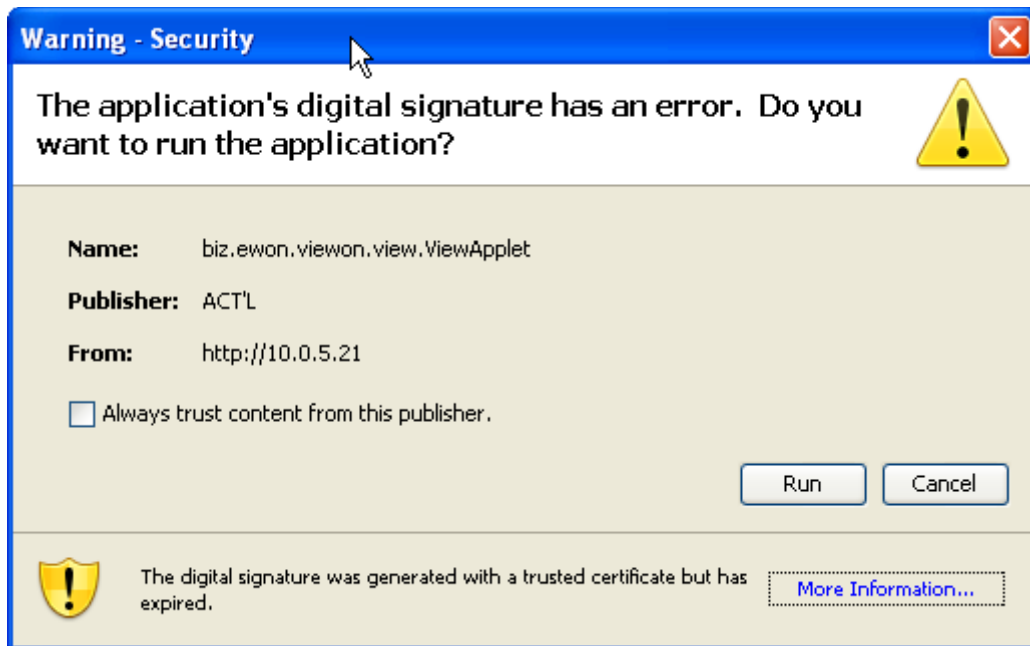 Warning - Security
The application's digital signature has an error.  Do you
want to run the application?
Name: biz.ewon.viewon.view.ViewApplet
Publisher: ACT'L
From: http://10.0.5.21
Always trust content from this publisher.
Run Cancel
The digital signature was generated with a trusted certificate but has
expired.
More Information...